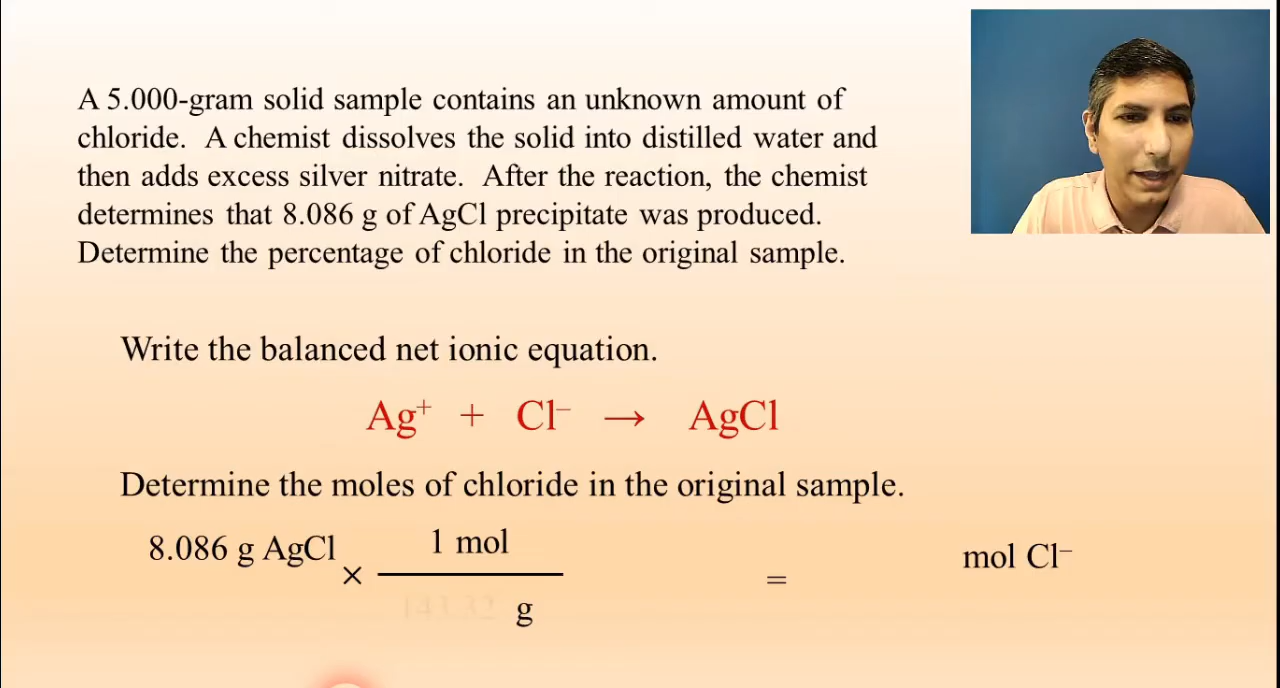 A 5.000-gram solid sample contains an unknown amount of
chloride. A chemist dissolves the solid into distilled water and
then adds excess silver nitrate. After the reaction, the chemist
determines that 8.086 g of AgCl precipitate was produced.
Determine the percentage of chloride in the original sample.
Write the balanced net ionic equation.
Ag⁺ + Cl⁻ → AgCl
Determine the moles of chloride in the original sample.
8.086 g AgCl × 1 mol = mol Cl⁻
143.32 g